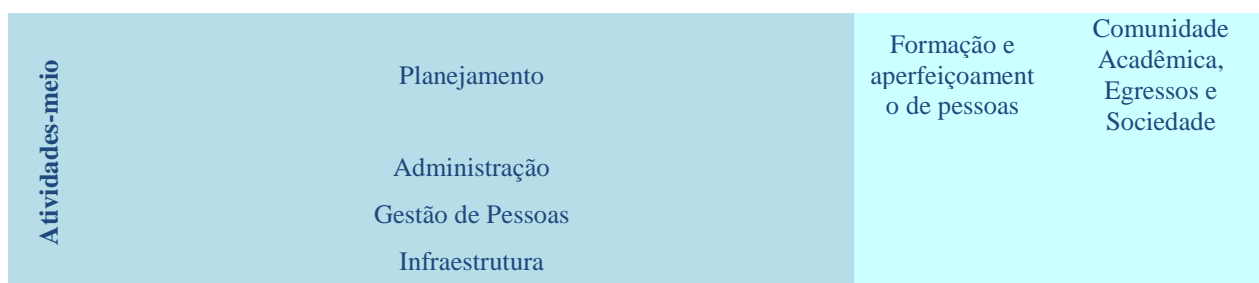 Atividades-meio
Planejamento
Administração
Gestão de Pessoas
Infraestrutura
Formação e
aperfeiçoament
o de pessoas
Comunidade
Acadêmica,
Egressos e
Sociedade